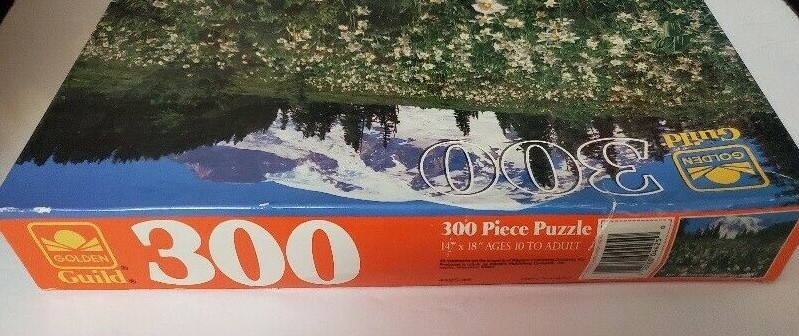 300
GOLDEN
Guild
GOLDEN
Guild®
300
300 Piece Puzzle
14" x 18" AGES 10 TO ADULT